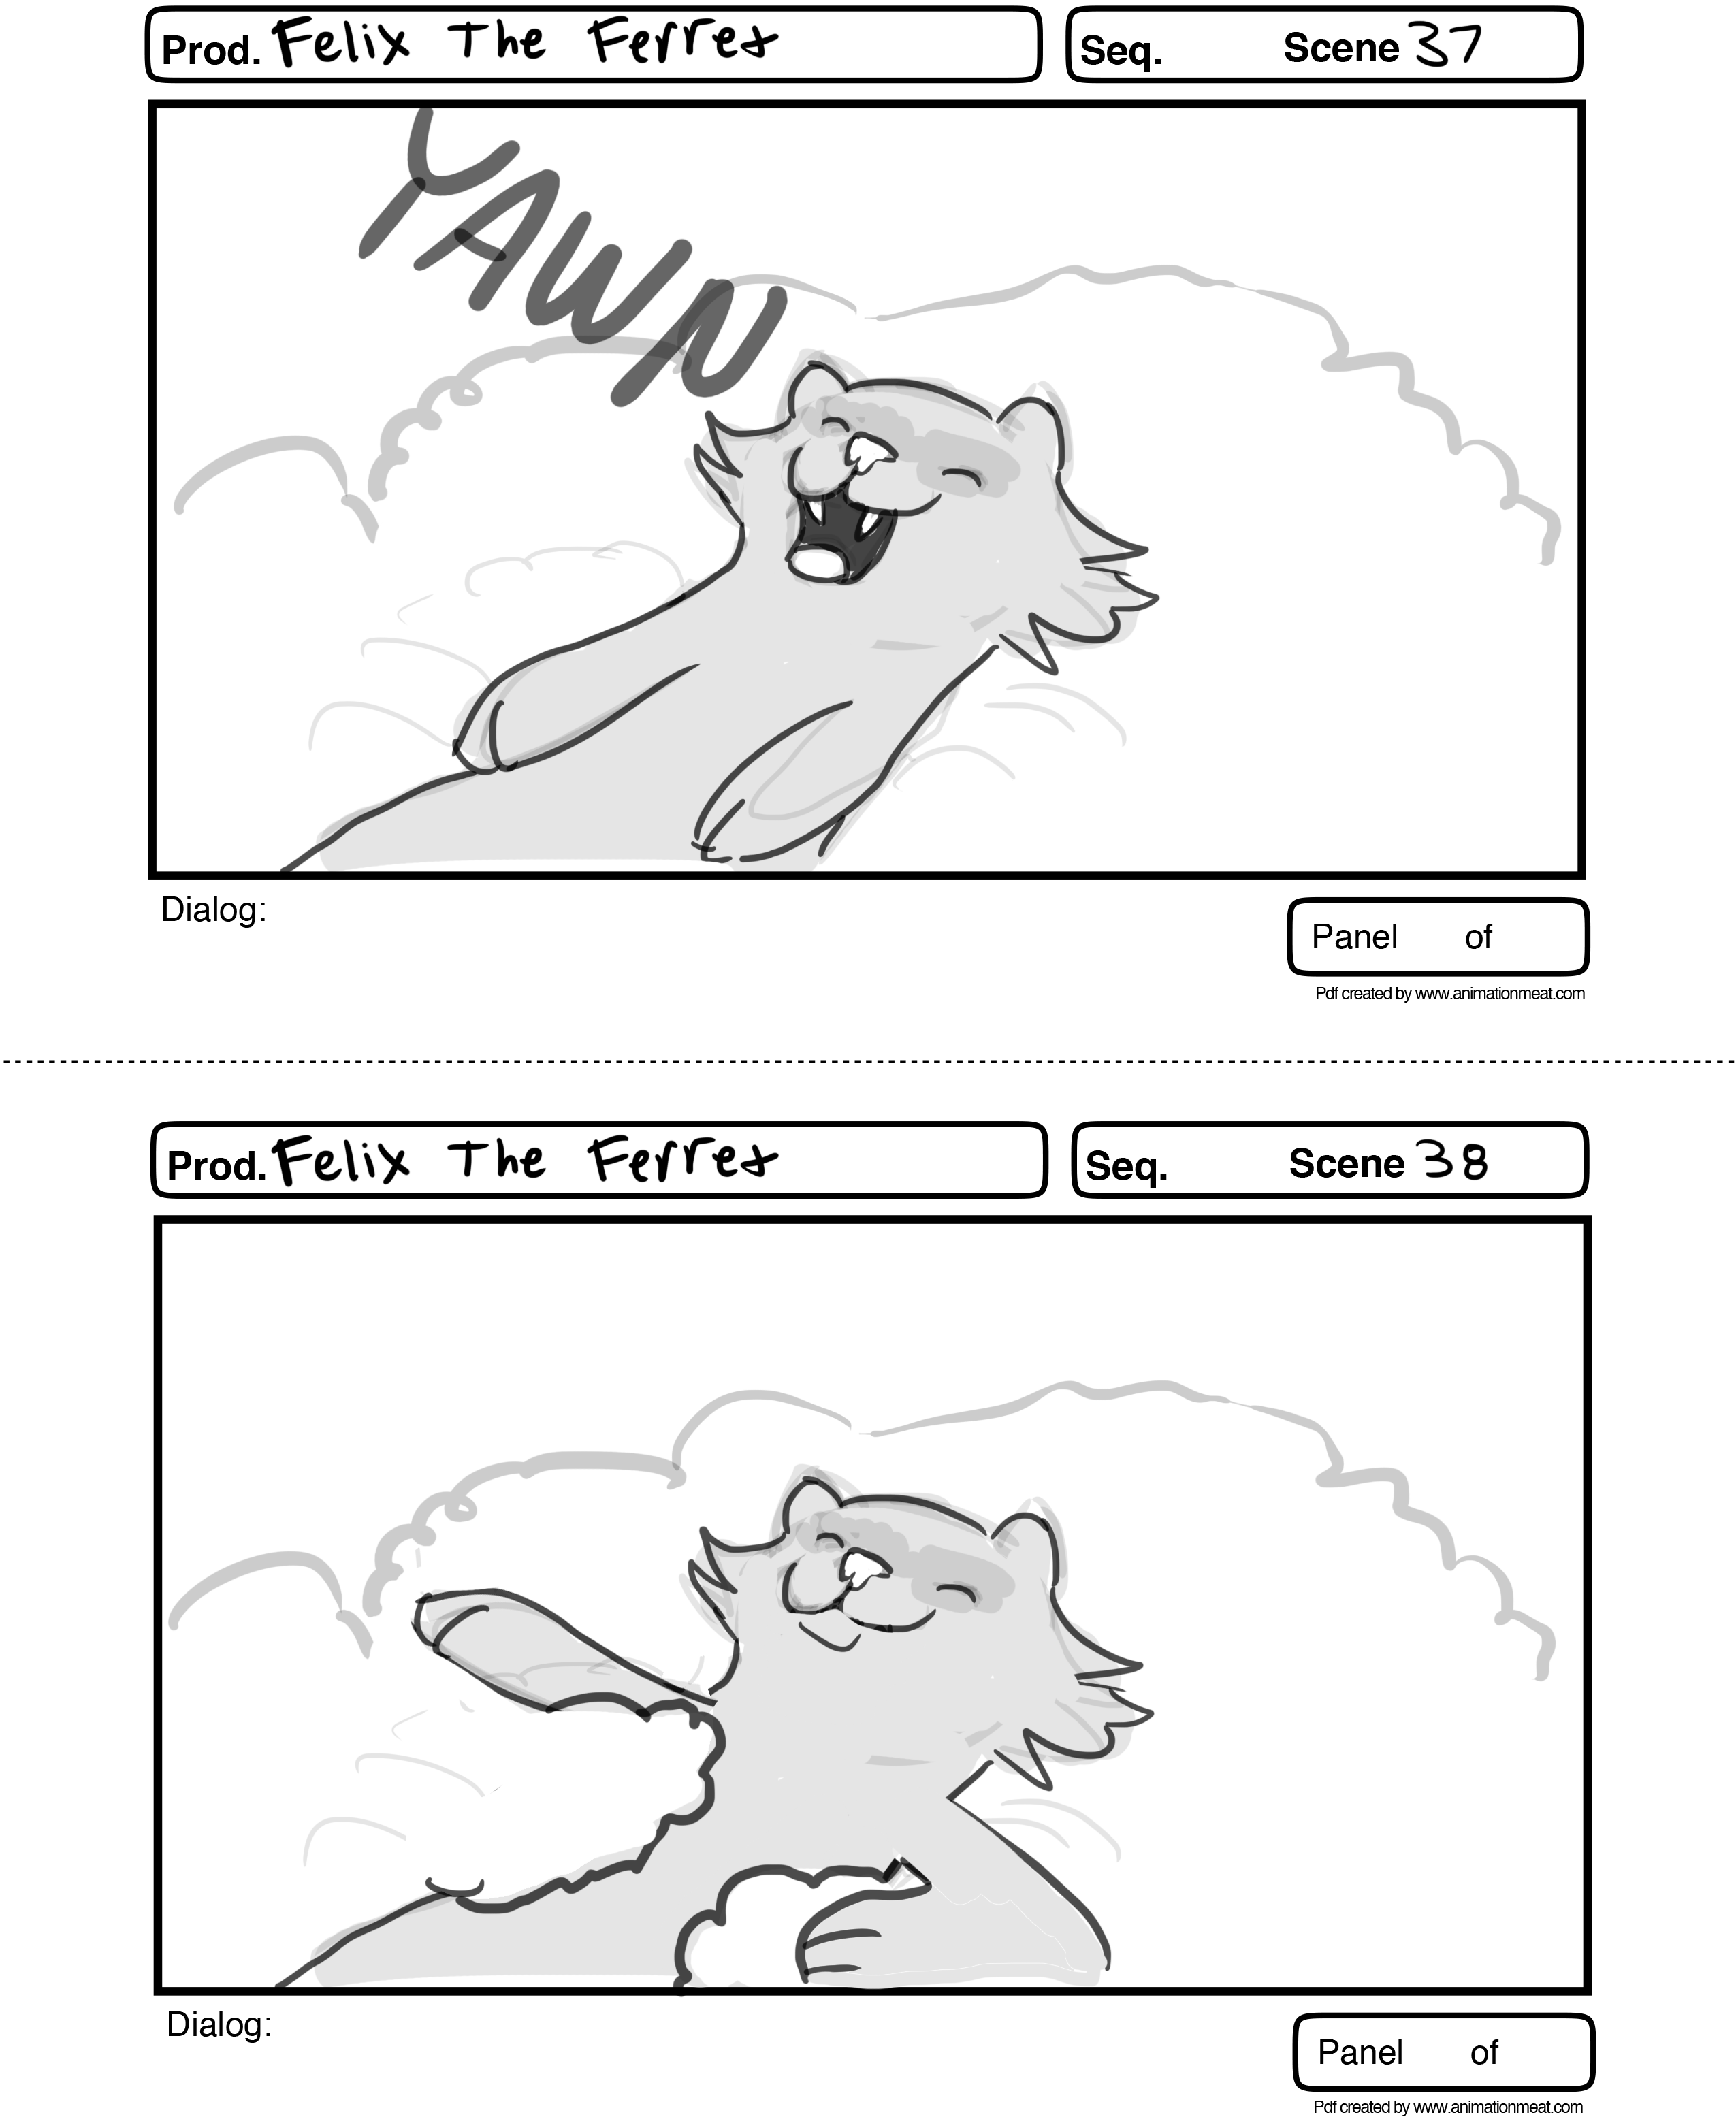 Prod. Felix The Ferret
Seq. Scene 37
YAWN
Dialog:
Panel of
Pdf created by www.animationmeat.com
Prod. Felix The Ferret
Seq. Scene 38
Dialog:
Panel of
Pdf created by www.animationmeat.com